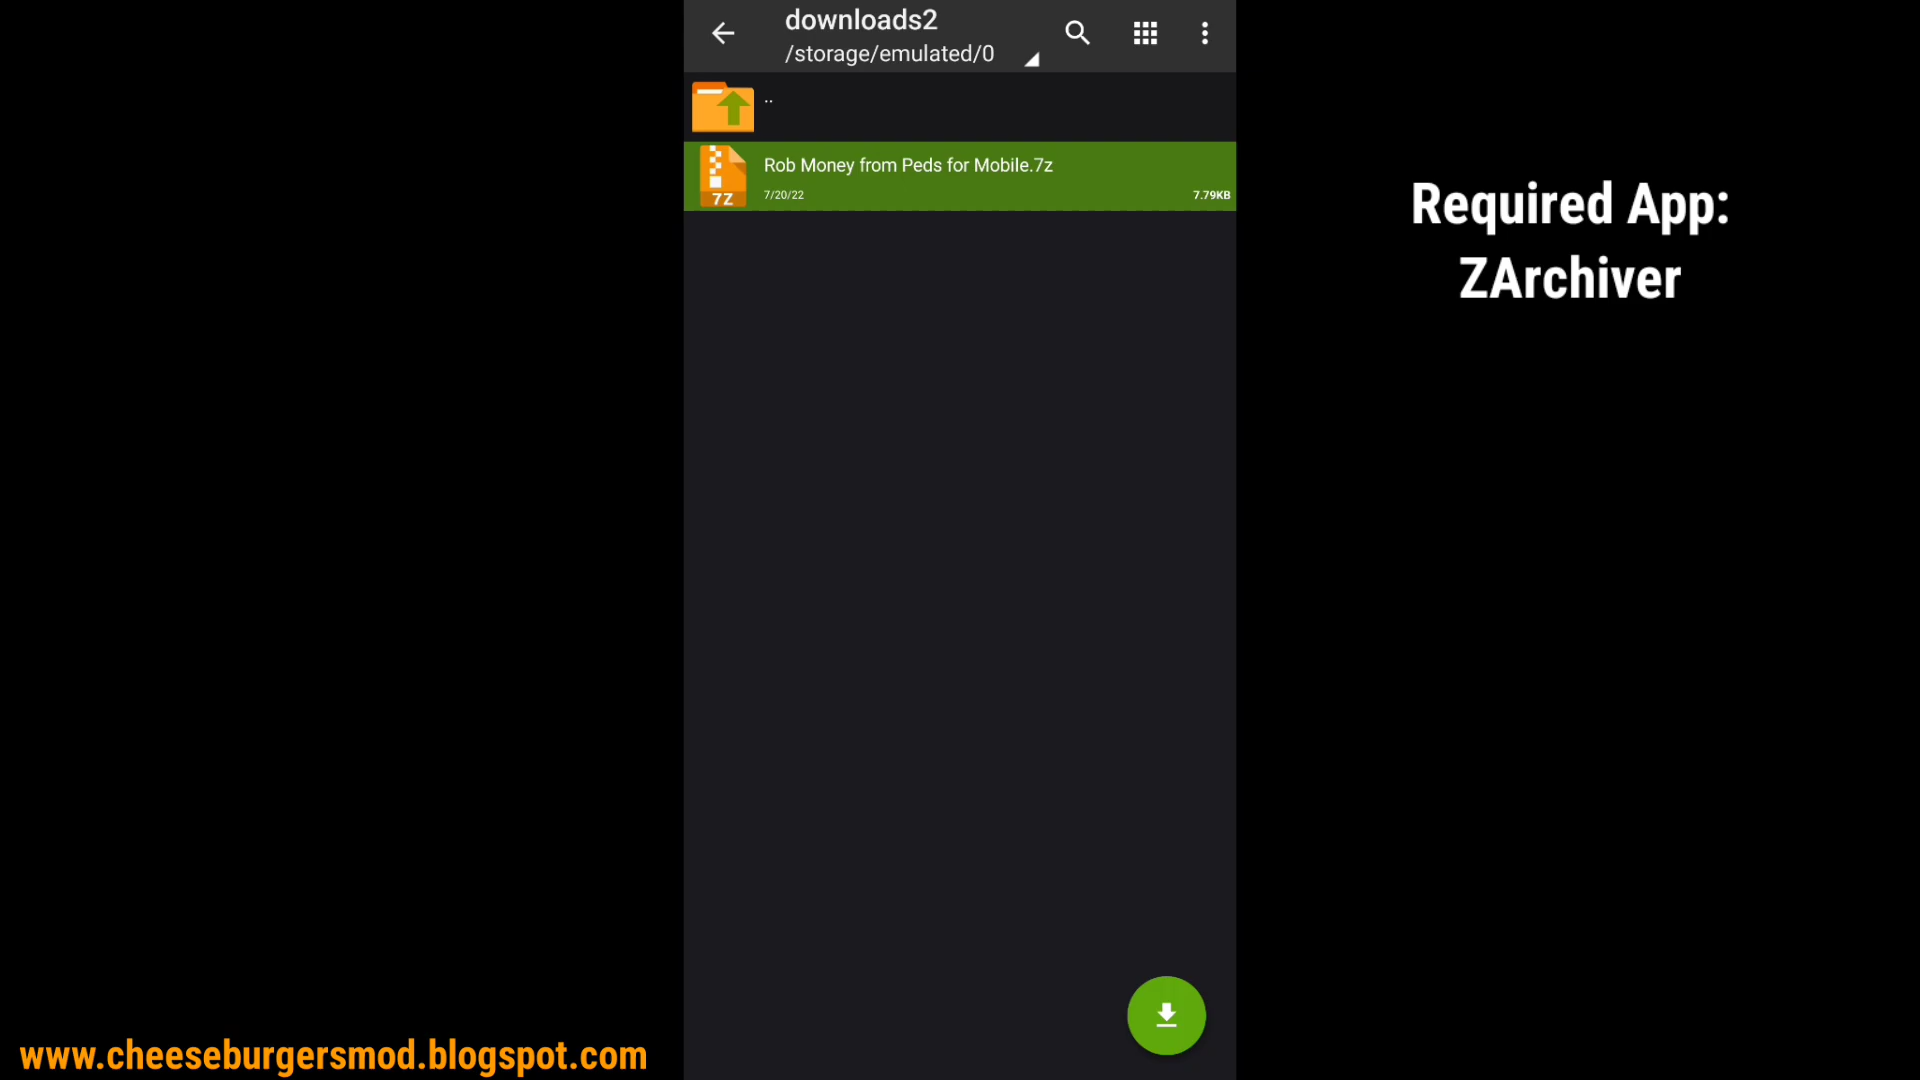 downloads2
/storage/emulated/0
..
Rob Money from Peds for Mobile.7z
7Z
7/20/22
7.79KB
Required App:
ZArchiver
www.cheeseburgersmod.blogspot.com